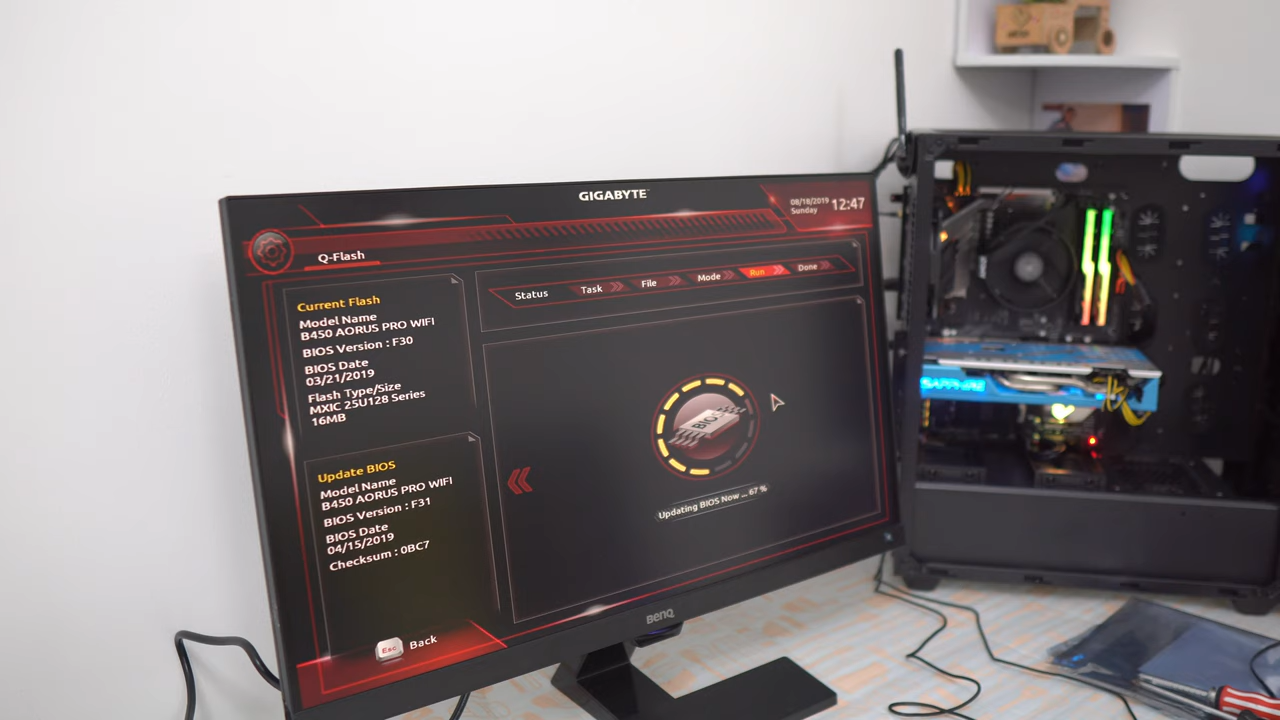 GIGABYTE™
08/18/2019
Sunday
12:47
Q-Flash
Current Flash
Model Name
B450 AORUS PRO WIFI
BIOS Version : F30
BIOS Date
03/21/2019
Flash Type/Size
MXIC 25U128 Series
16MB
Update BIOS
Model Name
B450 AORUS PRO WIFI
BIOS Version : F31
BIOS Date
04/15/2019
Checksum : 0BC7
Esc Back
Status Task File Mode Run Done
BIOS
Updating BIOS Now ... 67 %
BenQ
SAPPHIRE